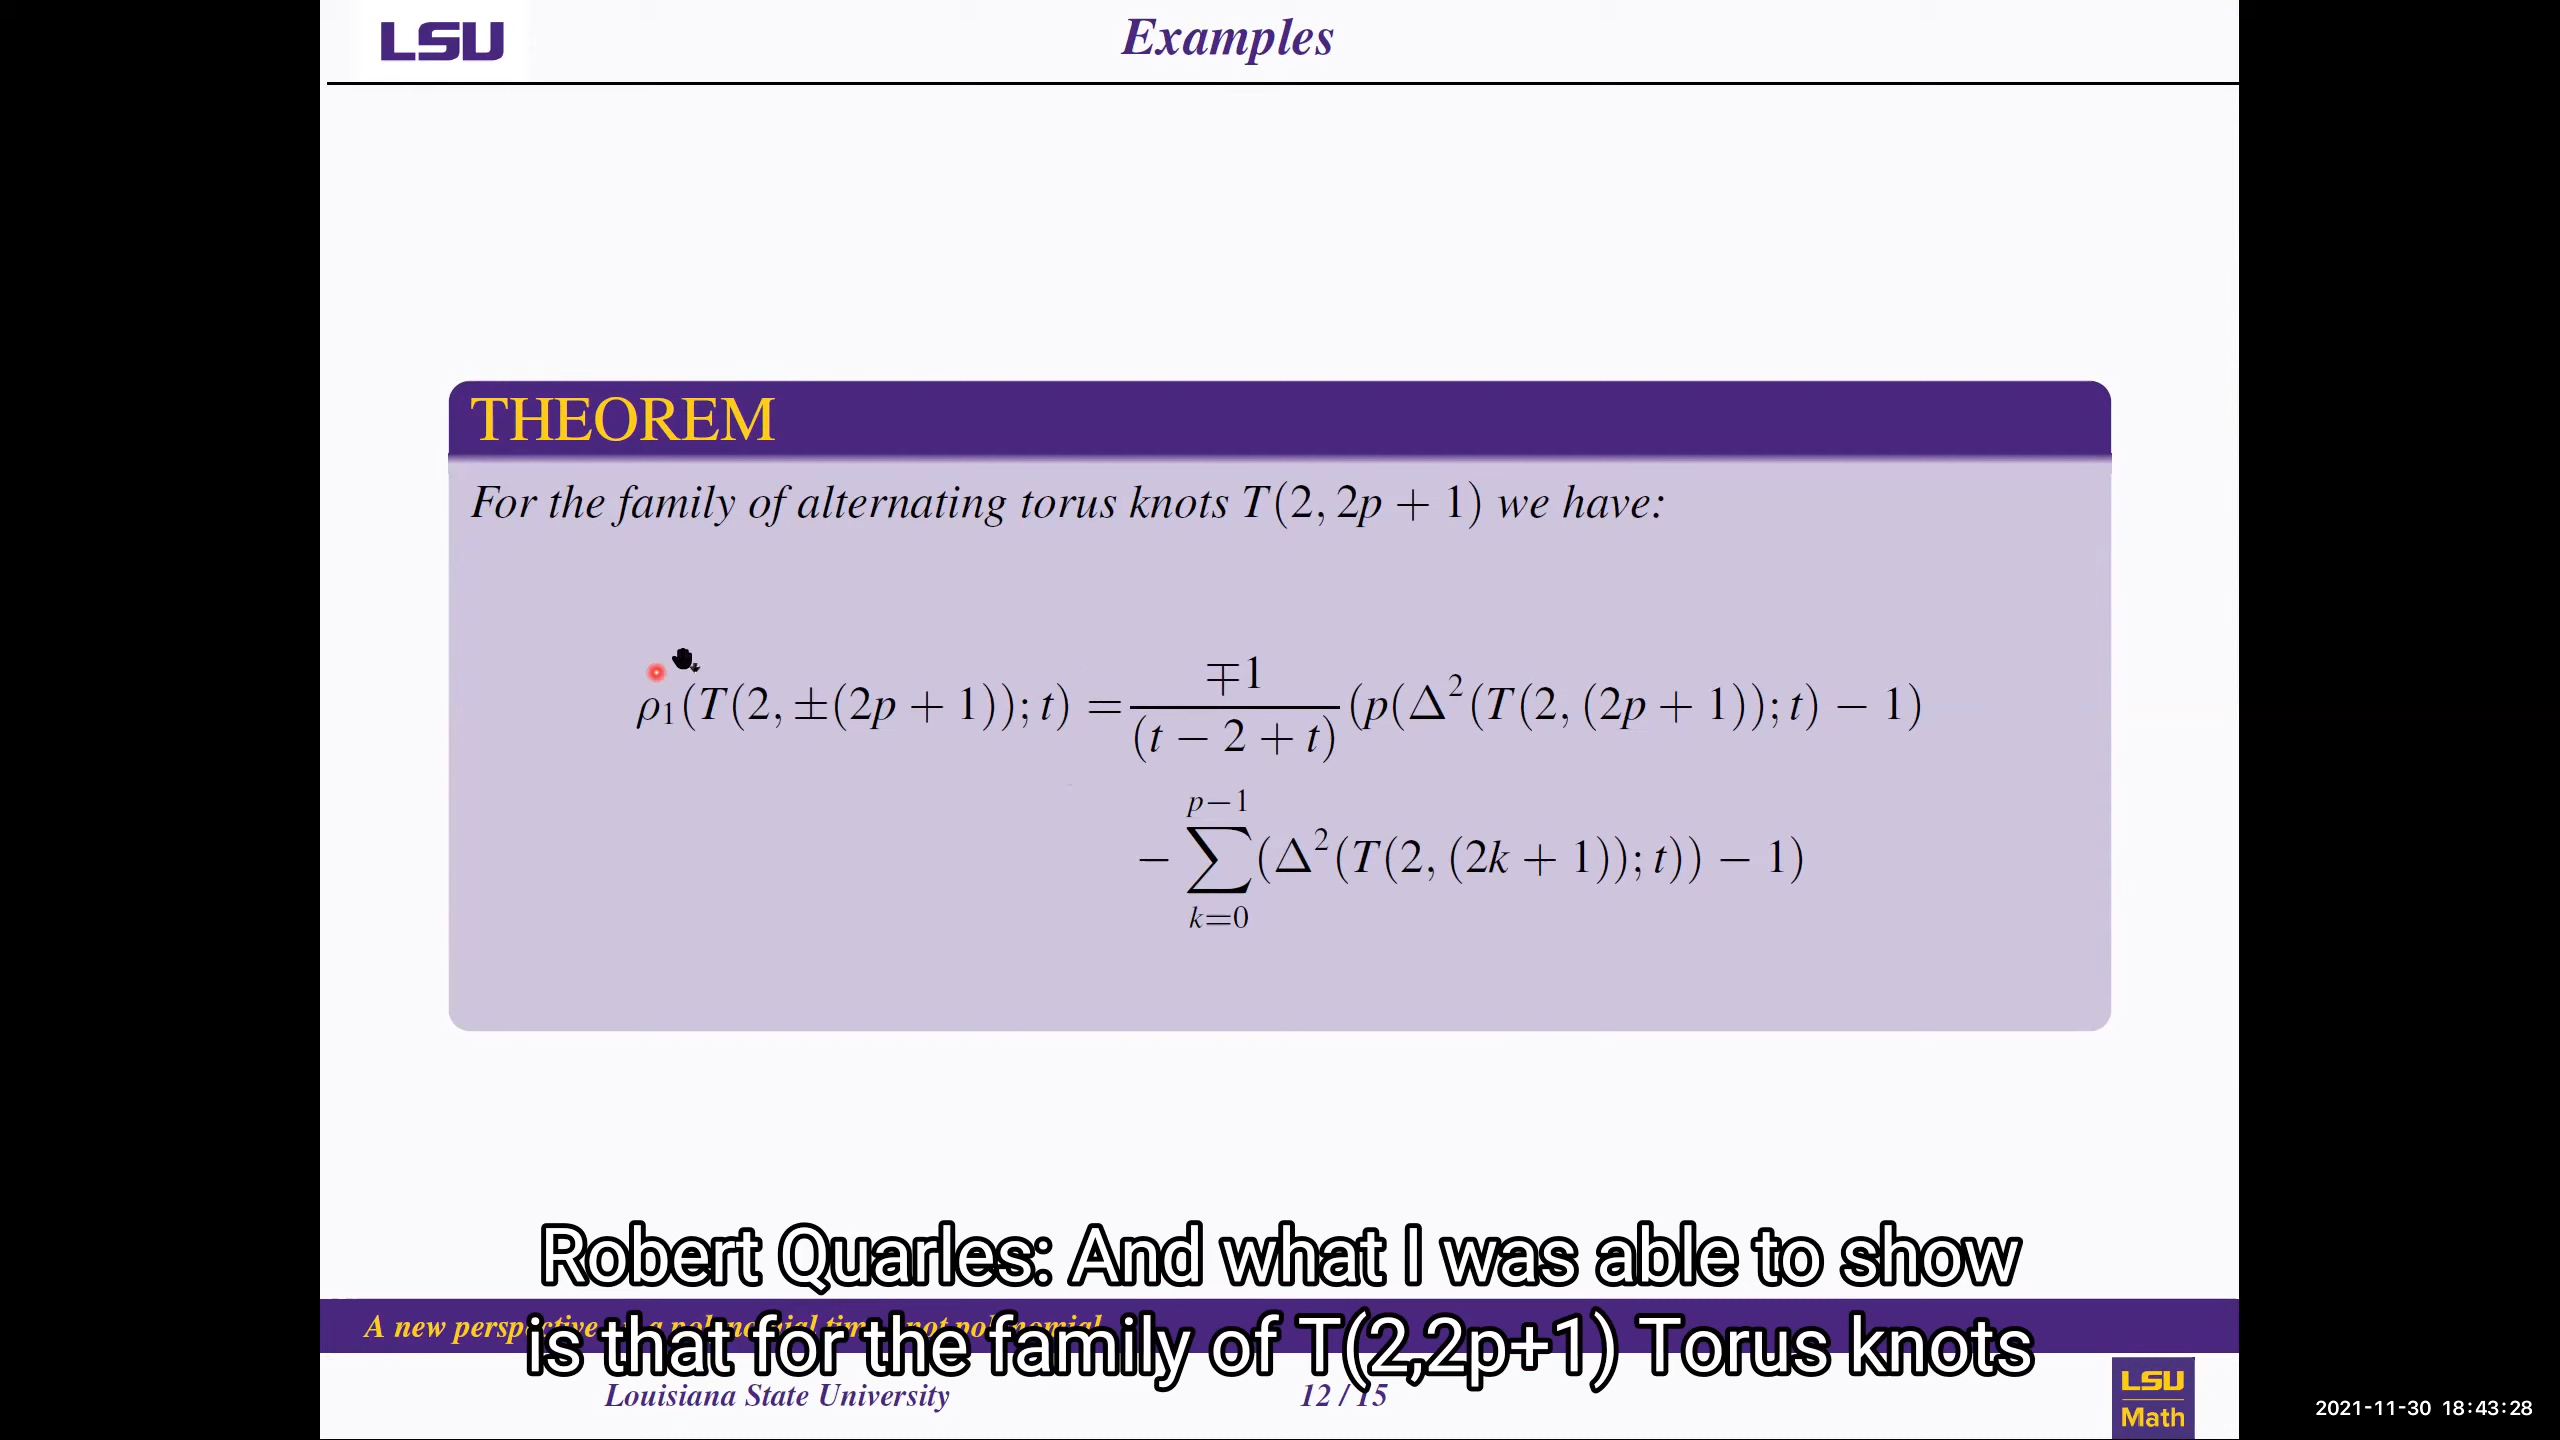 LSU
Examples
THEOREM
For the family of alternating torus knots T(2, 2p + 1) we have:
ρ₁(T(2, ±(2p + 1)); t) = ∓1 / (t − 2 + t) (p(Δ²(T(2, (2p + 1)); t) − 1)
− ∑_{k=0}^{p−1} (Δ²(T(2, (2k + 1)); t)) − 1)
Robert Quarles: And what I was able to show
is that for the family of T(2,2p+1) Torus knots
A new perspective
Louisiana State University
12 / 15
LSU
Math
2021-11-30 18:43:28